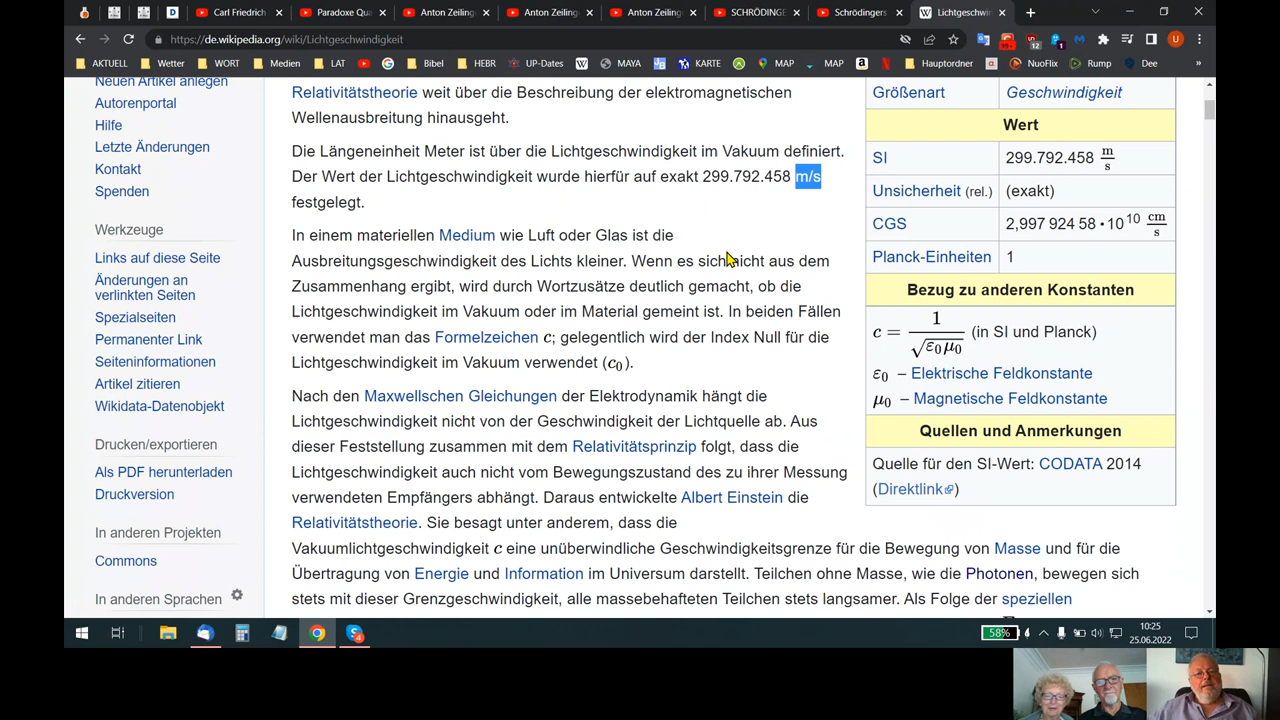 Carl Friedrich
Paradoxe Qua
Anton Zeiling
Anton Zeiling
Anton Zeiling
SCHRÖDINGE
Schrödingers
Lichtgeschwin
https://de.wikipedia.org/wiki/Lichtgeschwindigkeit
AKTUELL
Wetter
WORT
Medien
LAT
Bibel
HEBR
UP-Dates
MAYA
KARTE
MAP
MAP
Hauptordner
NuoFlix
Rump
Dee
»
Neuen Artikel anlegen
Autorenportal
Hilfe
Letzte Änderungen
Kontakt
Spenden
Werkzeuge
Links auf diese Seite
Änderungen an
verlinkten Seiten
Spezialseiten
Permanenter Link
Seiteninformationen
Artikel zitieren
Wikidata-Datenobjekt
Drucken/exportieren
Als PDF herunterladen
Druckversion
In anderen Projekten
Commons
In anderen Sprachen
Relativitätstheorie weit über die Beschreibung der elektromagnetischen
Wellenausbreitung hinausgeht.
Die Längeneinheit Meter ist über die Lichtgeschwindigkeit im Vakuum definiert.
Der Wert der Lichtgeschwindigkeit wurde hierfür auf exakt 299.792.458 m/s
festgelegt.
In einem materiellen Medium wie Luft oder Glas ist die
Ausbreitungsgeschwindigkeit des Lichts kleiner. Wenn es sich nicht aus dem
Zusammenhang ergibt, wird durch Wortzusätze deutlich gemacht, ob die
Lichtgeschwindigkeit im Vakuum oder im Material gemeint ist. In beiden Fällen
verwendet man das Formelzeichen c; gelegentlich wird der Index Null für die
Lichtgeschwindigkeit im Vakuum verwendet (c₀).
Nach den Maxwellschen Gleichungen der Elektrodynamik hängt die
Lichtgeschwindigkeit nicht von der Geschwindigkeit der Lichtquelle ab. Aus
dieser Feststellung zusammen mit dem Relativitätsprinzip folgt, dass die
Lichtgeschwindigkeit auch nicht vom Bewegungszustand des zu ihrer Messung
verwendeten Empfängers abhängt. Daraus entwickelte Albert Einstein die
Relativitätstheorie. Sie besagt unter anderem, dass die
Vakuumlichtgeschwindigkeit c eine unüberwindliche Geschwindigkeitsgrenze für die Bewegung von Masse und für die
Übertragung von Energie und Information im Universum darstellt. Teilchen ohne Masse, wie die Photonen, bewegen sich
stets mit dieser Grenzgeschwindigkeit, alle massebehafteten Teilchen stets langsamer. Als Folge der speziellen
Größenart Geschwindigkeit
Wert
SI 299.792.458 m/s
Unsicherheit (rel.) (exakt)
CGS 2,997 924 58 • 10¹⁰ cm/s
Planck-Einheiten 1
Bezug zu anderen Konstanten
c = 1/√ε₀μ₀ (in SI und Planck)
ε₀ – Elektrische Feldkonstante
μ₀ – Magnetische Feldkonstante
Quellen und Anmerkungen
Quelle für den SI-Wert: CODATA 2014
(Direktlink)
58%
10:25
25.06.2022